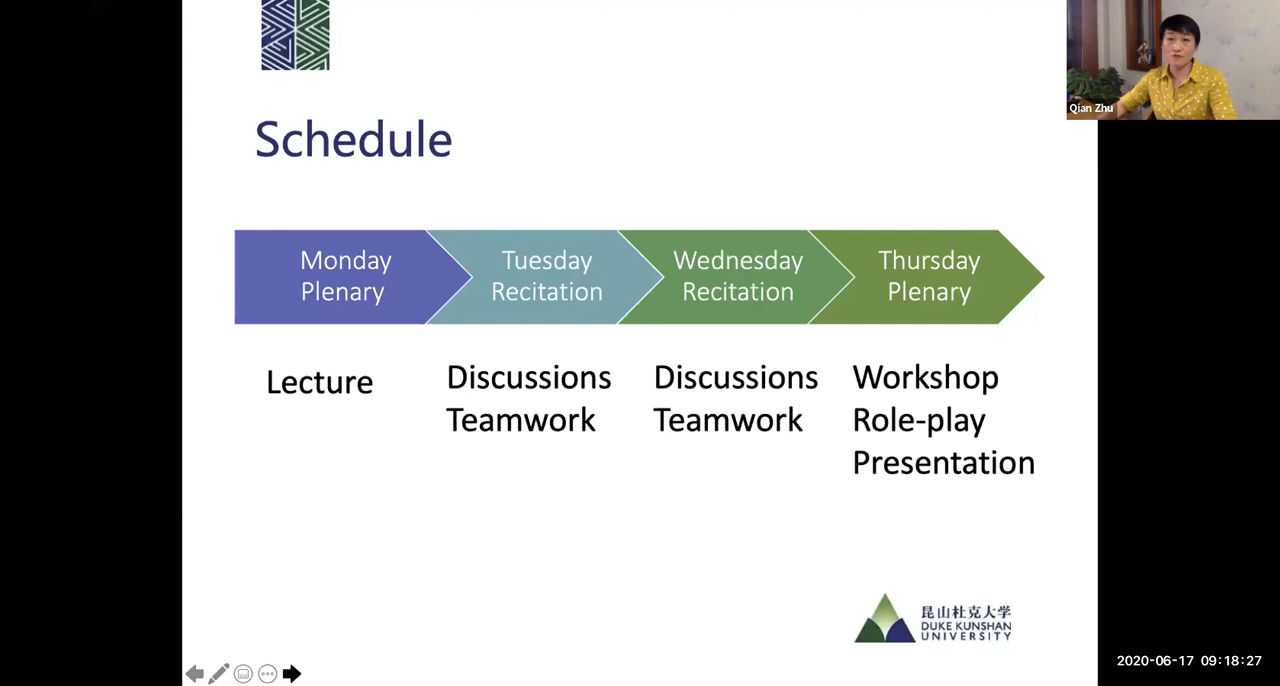 Qian Zhu
Schedule
Monday
Plenary
Tuesday
Recitation
Wednesday
Recitation
Thursday
Plenary
Lecture
Discussions
Teamwork
Discussions
Teamwork
Workshop
Role-play
Presentation
昆山杜克大学
DUKE KUNSHAN
UNIVERSITY
2020-06-17 09:18:27